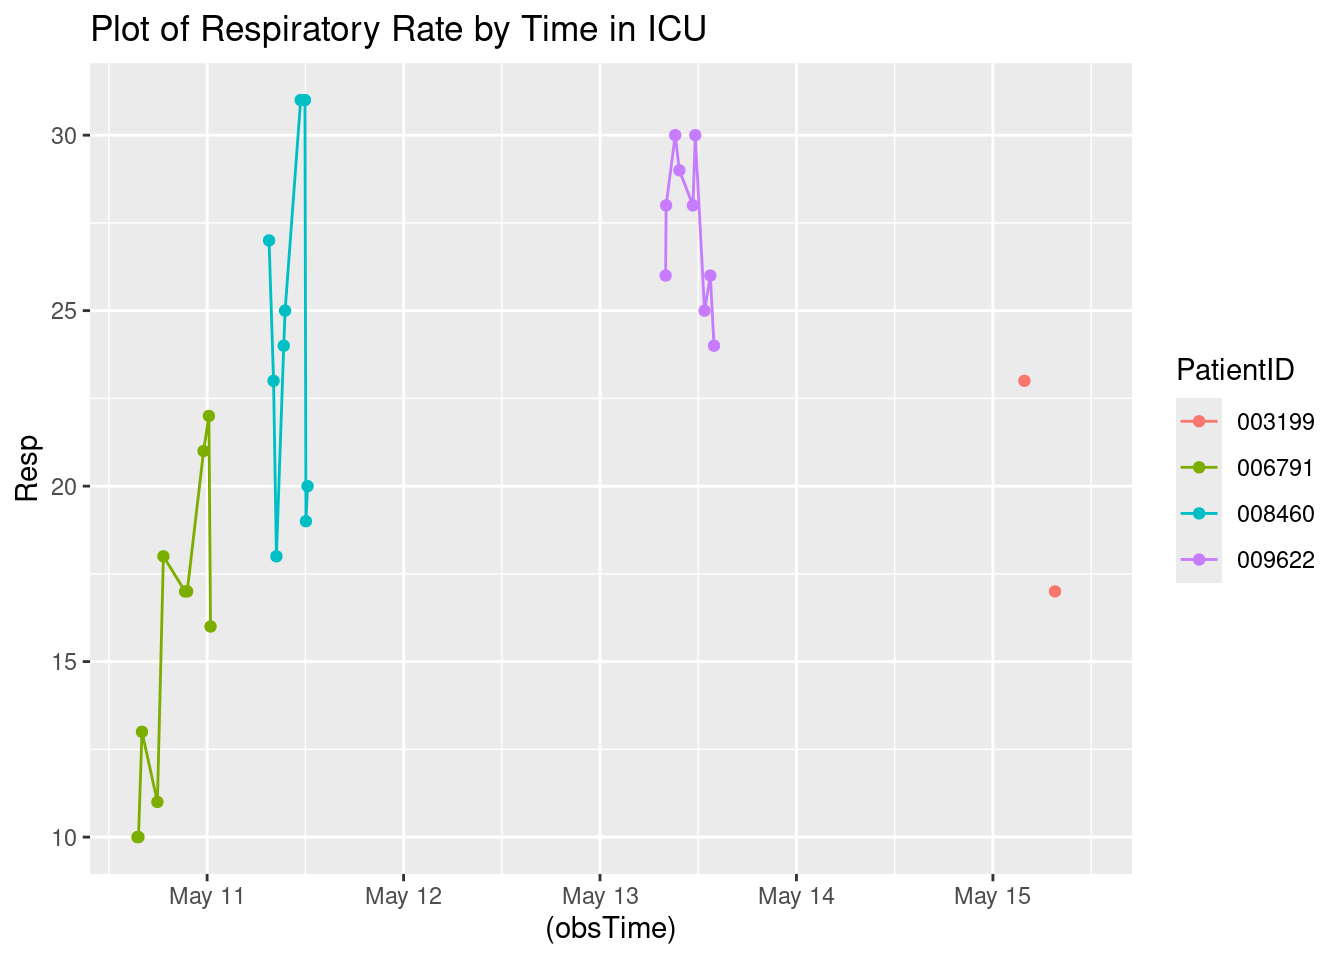 Plot of Respiratory Rate by Time in ICU
Resp
30
25
20
15
10
May 11
May 12
May 13
May 14
May 15
(obsTime)
PatientID
003199
006791
008460
009622